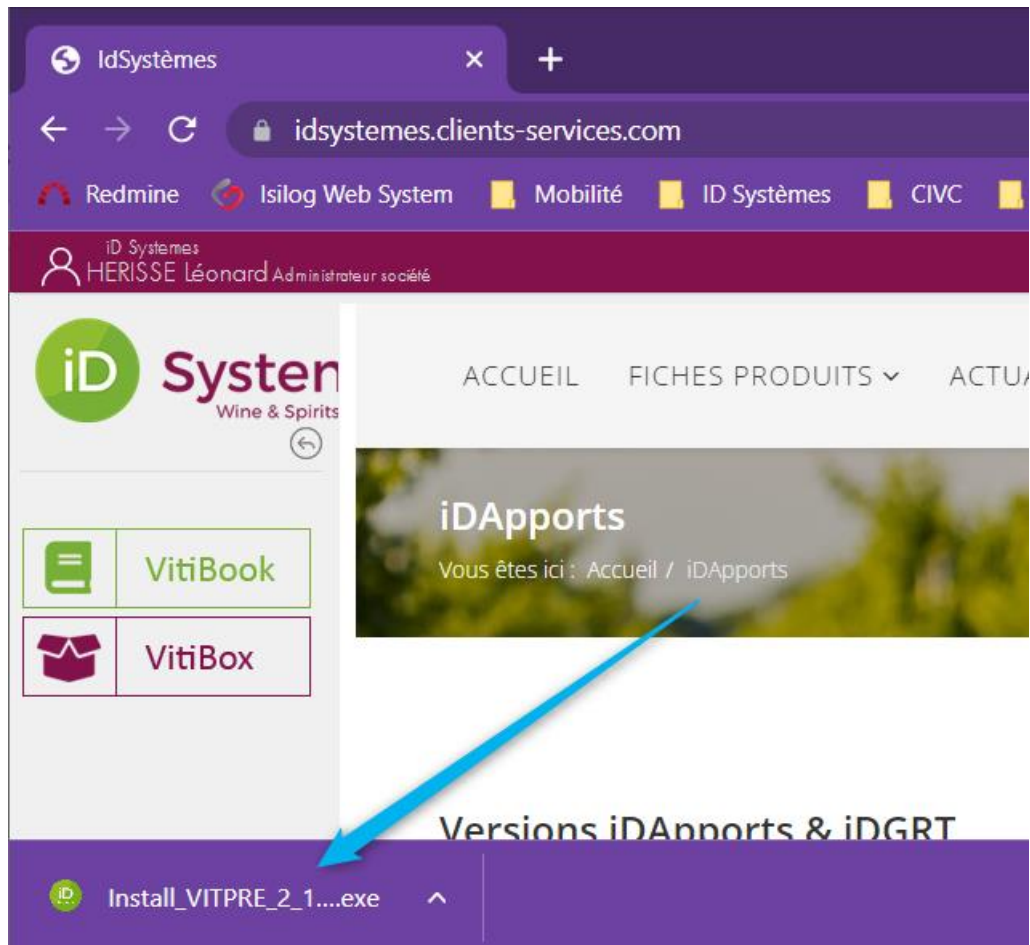 IdSystèmes
idsystemes.clients-services.com
Redmine Isilog Web System Mobilité ID Systèmes CIVC
iD Systemes
HERISSE Léonard Administrateur société
iD System
Wine & Spirits
ACCUEIL FICHES PRODUITS ACTUA
iDApports
Vous êtes ici : Accueil / iDApports
VitiBook
VitiBox
Versions iDApports & iDGRT
iD Install_VITPRE_2_1....exe